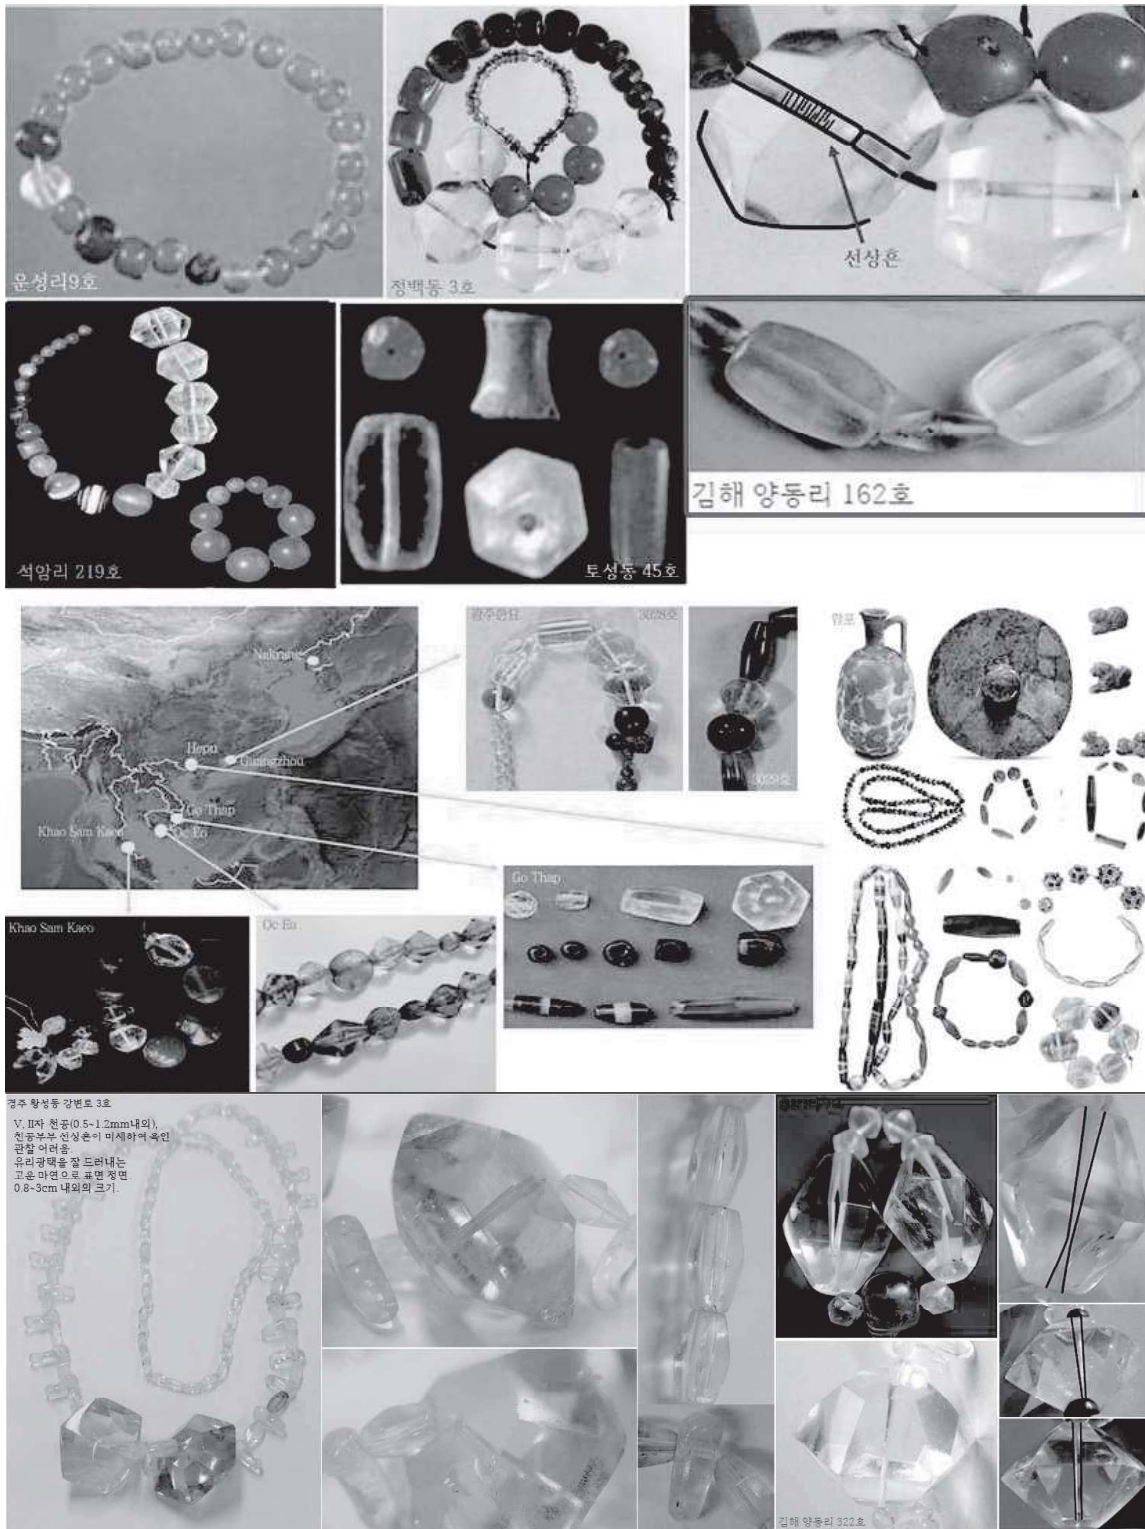 운성리9호
정백동 3호
선상흔
석암리 219호
토성동 45호
김해 양동리 162호
Nakrang
Hepu
Guangzhou
Go Thap
Oc Eo
Khao Sam Kaeo
광주한묘
3028호
3029호
합포
Go Thap
Khao Sam Kaeo
Oc Eo
경주 황성동 강변로 3호
V, II자 천공(0.5~1.2mm내외),
천공부부 선상흔이 미세하여 육안
관찰 어려움.
유리광택을 잘 드러내는
고운 마연으로 표면 정면.
0.8~3cm 내외의 크기.
김해 양동리 322호